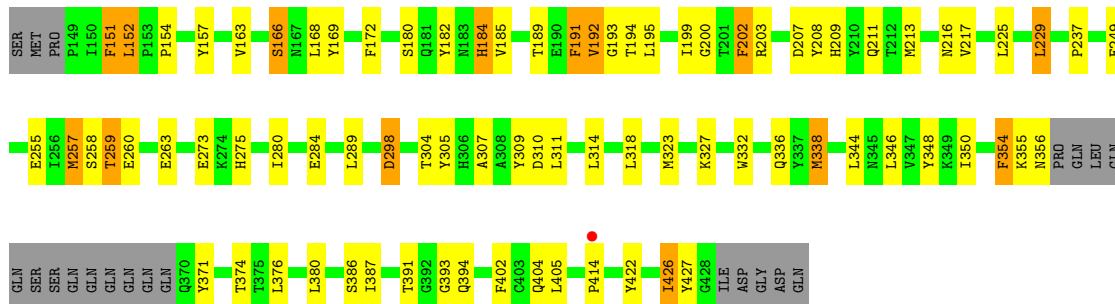 SER MET PRO P149 I150 F151 L152 P153 P154 Y157 V163 S166 N167 L168 Y169 F172 S180 Q181 Y182 N183 H184 V185 T189 E190 F191 V192 G193 T194 L195 I199 G200 T201 F202 R203 D207 Y208 H209 Y210 Q211 T212 M213 N216 V217 L225 L229 P237
E255 I256 M257 S258 T259 E260 E263 E273 K274 H275 I280 E284 L289 D298 T304 Y305 H306 A307 A308 Y309 D310 L311 L314 L318 M323 K327 W332 Q336 Y337 M338 L344 N345 L346 V347 Y348 K349 I350 F354 K355 N356 PRO GLN LEU GLN
GLN SER SER GLN GLN GLN GLN GLN Q370 Y371 T374 T375 L376 L380 S386 I387 T391 G392 G393 Q394 F402 C403 Q404 L405 P414 Y422 I426 Y427 G428 ILE ASP GLY ASP GLN